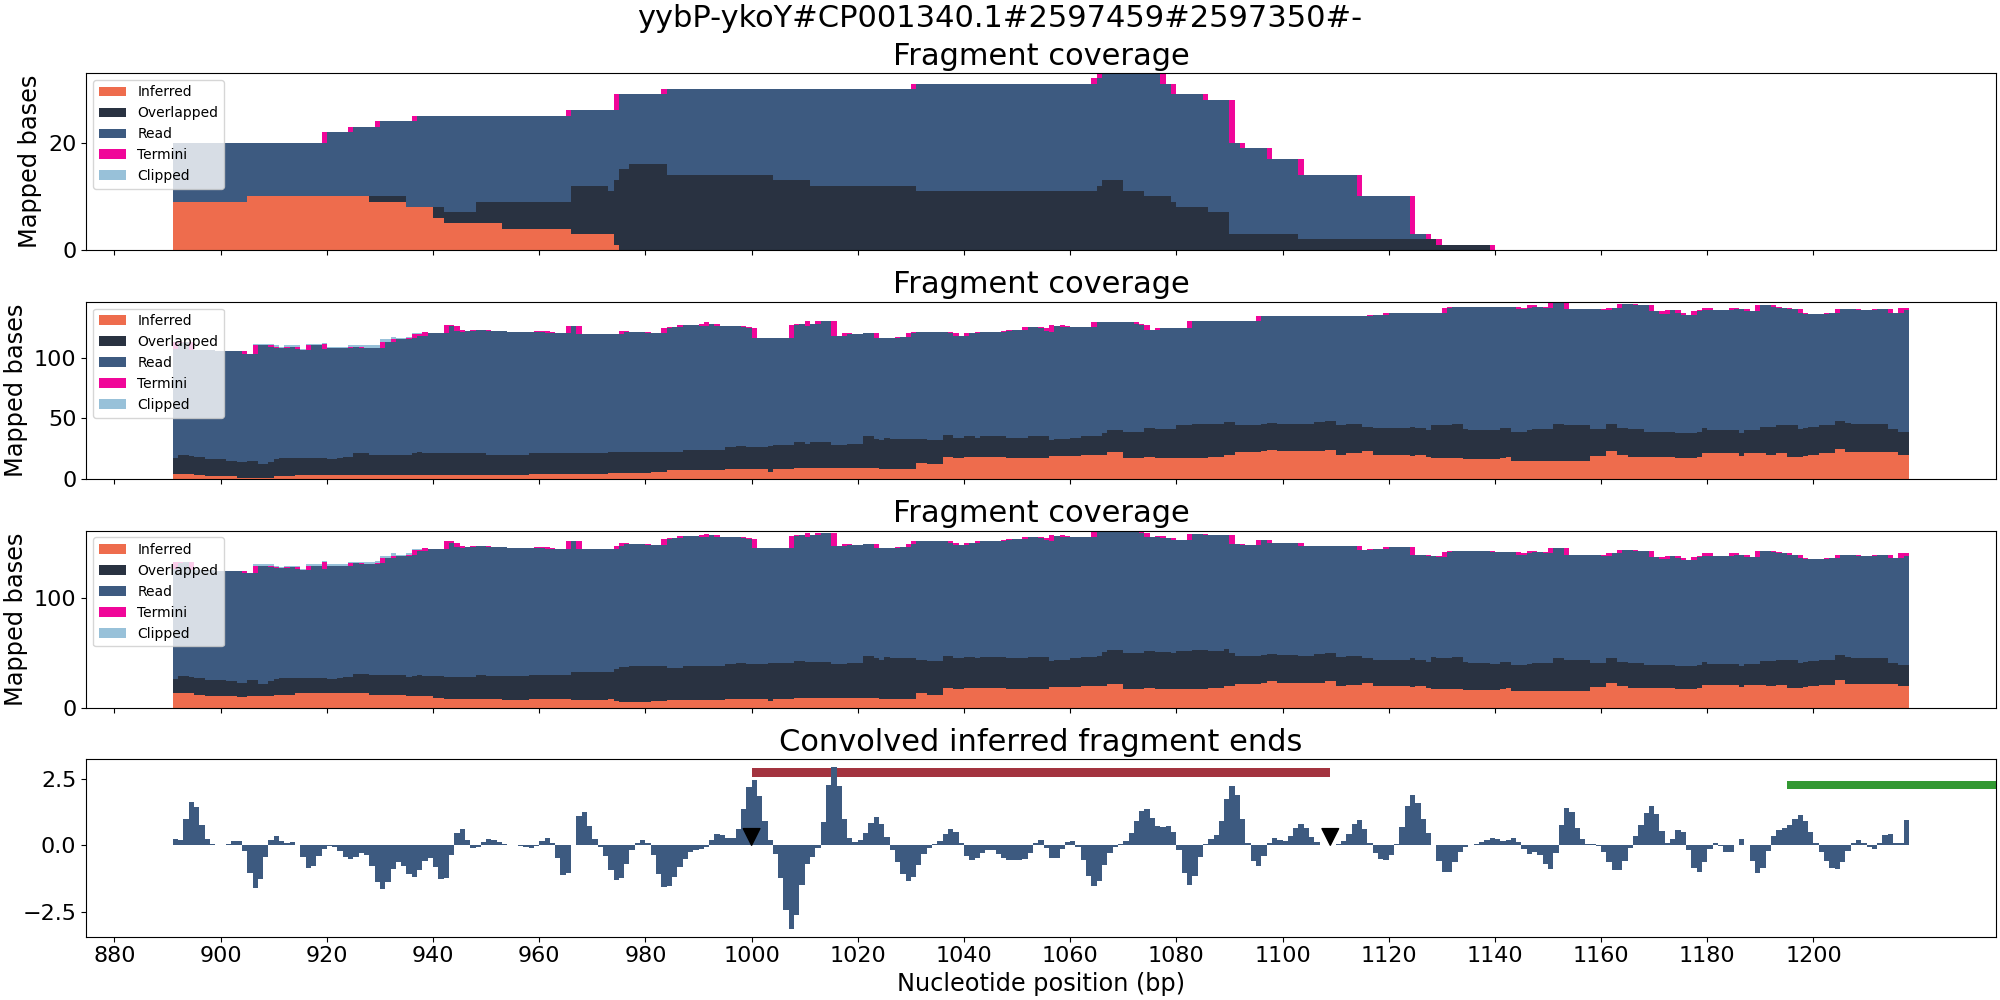 yybP-ykoY#CP001340.1#2597459#2597350#-
Fragment coverage
Mapped bases
20
0
Inferred
Overlapped
Read
Termini
Clipped
Fragment coverage
Mapped bases
100
50
0
Inferred
Overlapped
Read
Termini
Clipped
Fragment coverage
Mapped bases
100
0
Inferred
Overlapped
Read
Termini
Clipped
Convolved inferred fragment ends
2.5
0.0
−2.5
880 900 920 940 960 980 1000 1020 1040 1060 1080 1100 1120 1140 1160 1180 1200
Nucleotide position (bp)